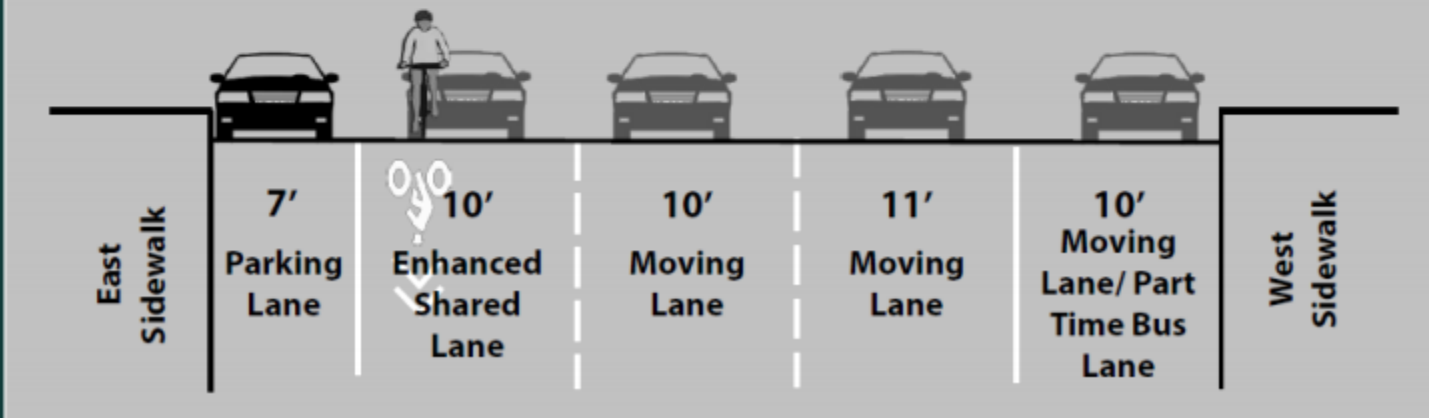 East
Sidewalk
7′
Parking
Lane
10′
Enhanced
Shared
Lane
10′
Moving
Lane
11′
Moving
Lane
10′
Moving
Lane/ Part
Time Bus
Lane
West
Sidewalk